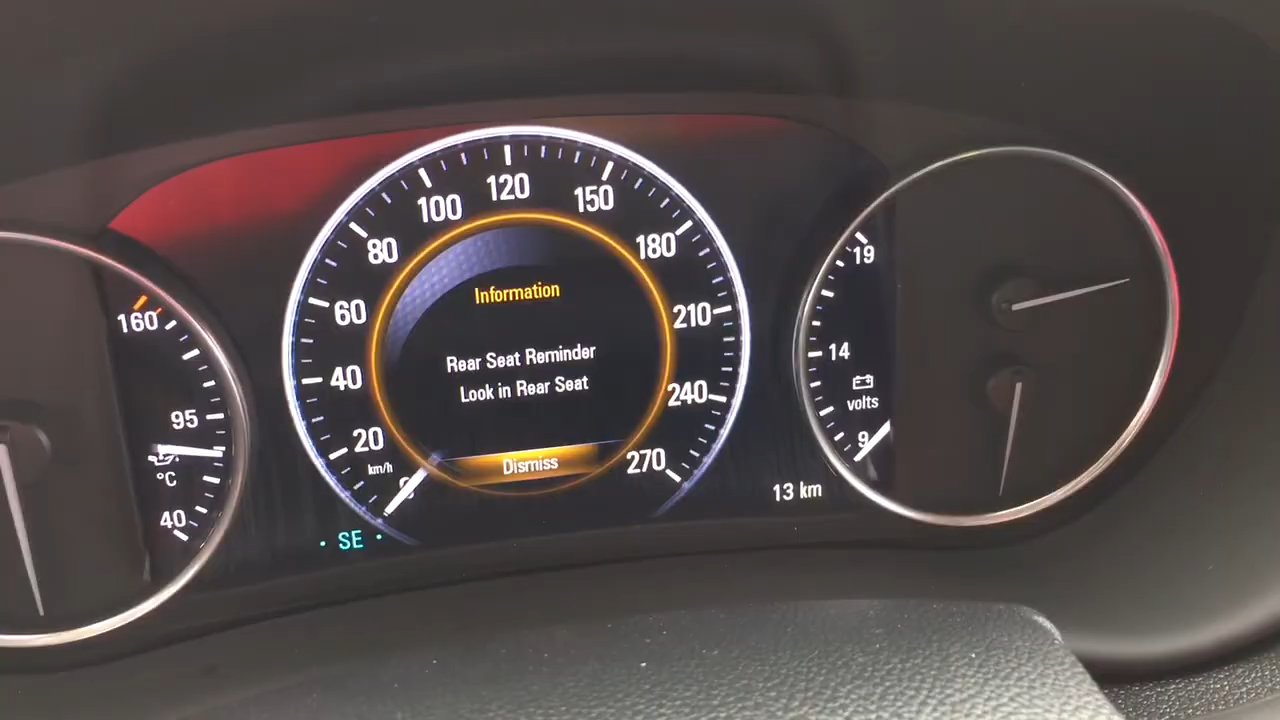 160
95
°C
40
120
100
150
80
180
60
210
40
240
20
270
km/h
0
Information
Rear Seat Reminder
Look in Rear Seat
Dismiss
SE
13 km
19
14
volts
9